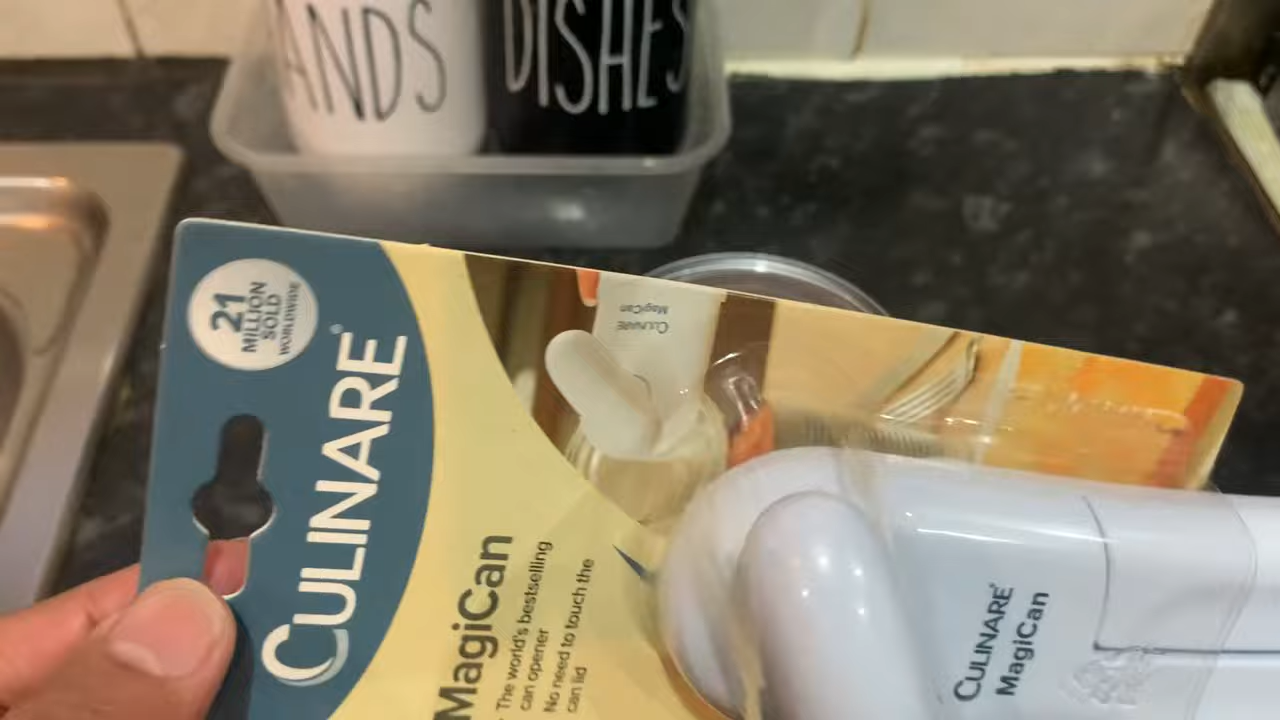 ANDS
DISHES
21
MILLION
SOLD
WORLDWIDE
CULINARE
MagiCan
The world's bestselling
can opener
No need to touch the
can lid
CULINARE
MagiCan
CULINARE
MagiCan